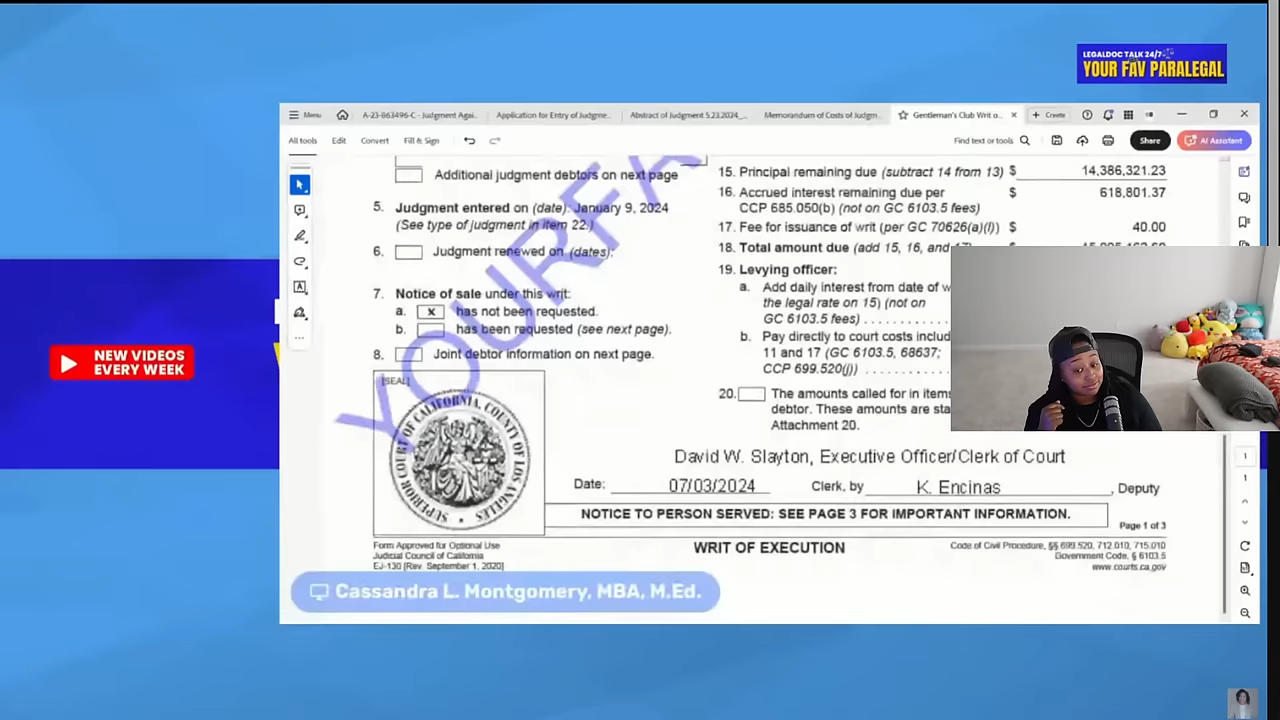 LEGALDOC TALK 24/7
YOUR FAV PARALEGAL
Menu
A-23-863496-C - Judgment Agai...
Application for Entry of Judgme...
Abstract of Judgment 5.23.2024_...
Memorandum of Costs of Judgm...
Gentleman's Club Writ o...
Create
All tools
Edit
Convert
Fill & Sign
Find text or tools
Share
AI Assistant
Additional judgment debtors on next page
5. Judgment entered on (date): January 9, 2024
(See type of judgment in item 22.)
6. Judgment renewed on (dates):
7. Notice of sale under this writ:
a. x has not been requested.
b. has been requested (see next page).
8. Joint debtor information on next page.
15. Principal remaining due (subtract 14 from 13) $ 14,386,321.23
16. Accrued interest remaining due per $ 618,801.37
CCP 685.050(b) (not on GC 6103.5 fees)
17. Fee for issuance of writ (per GC 70626(a)(I)) $ 40.00
18. Total amount due (add 15, 16, and 17)
19. Levying officer:
a. Add daily interest from date of w
the legal rate on 15) (not on
GC 6103.5 fees) . . . . . . . . . . .
b. Pay directly to court costs includ
11 and 17 (GC 6103.5, 68637;
CCP 699.520(j)) . . . . . . . . . . .
20. The amounts called for in items
debtor. These amounts are sta
Attachment 20.
YOURFA
[SEAL]
SUPERIOR COURT OF CALIFORNIA, COUNTY OF LOS ANGELES
David W. Slayton, Executive Officer/Clerk of Court
Date: 07/03/2024 Clerk, by K. Encinas , Deputy
NOTICE TO PERSON SERVED: SEE PAGE 3 FOR IMPORTANT INFORMATION.
Page 1 of 3
Form Approved for Optional Use
Judicial Council of California
EJ-130 [Rev. September 1, 2020]
WRIT OF EXECUTION
Code of Civil Procedure, §§ 699.520, 712.010, 715.010
Government Code, § 6103.5
www.courts.ca.gov
NEW VIDEOS
EVERY WEEK
Cassandra L. Montgomery, MBA, M.Ed.
1
1